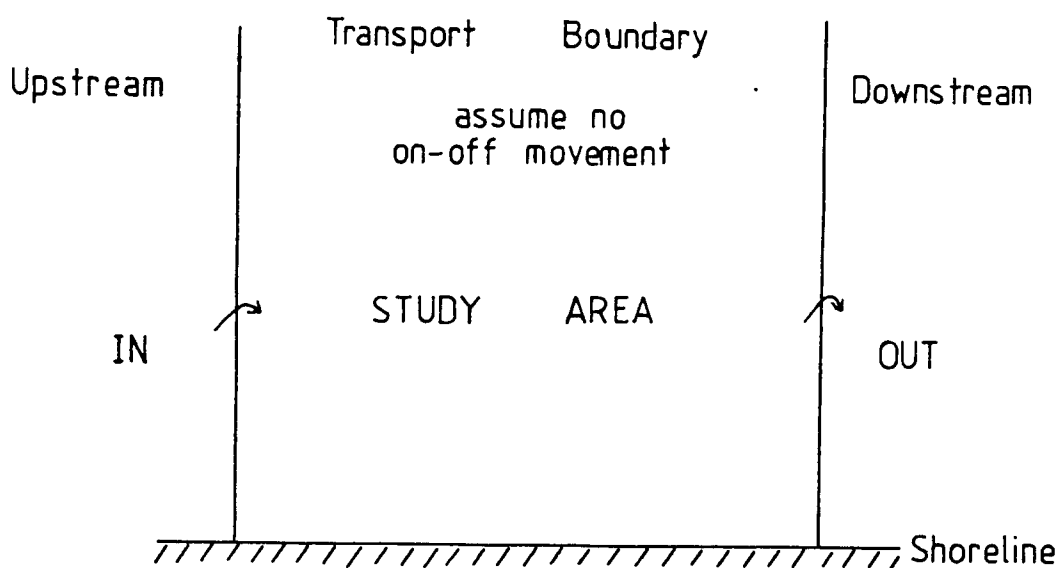 Transport Boundary
Upstream
Downstream
assume no
on-off movement
STUDY AREA
IN
OUT
Shoreline